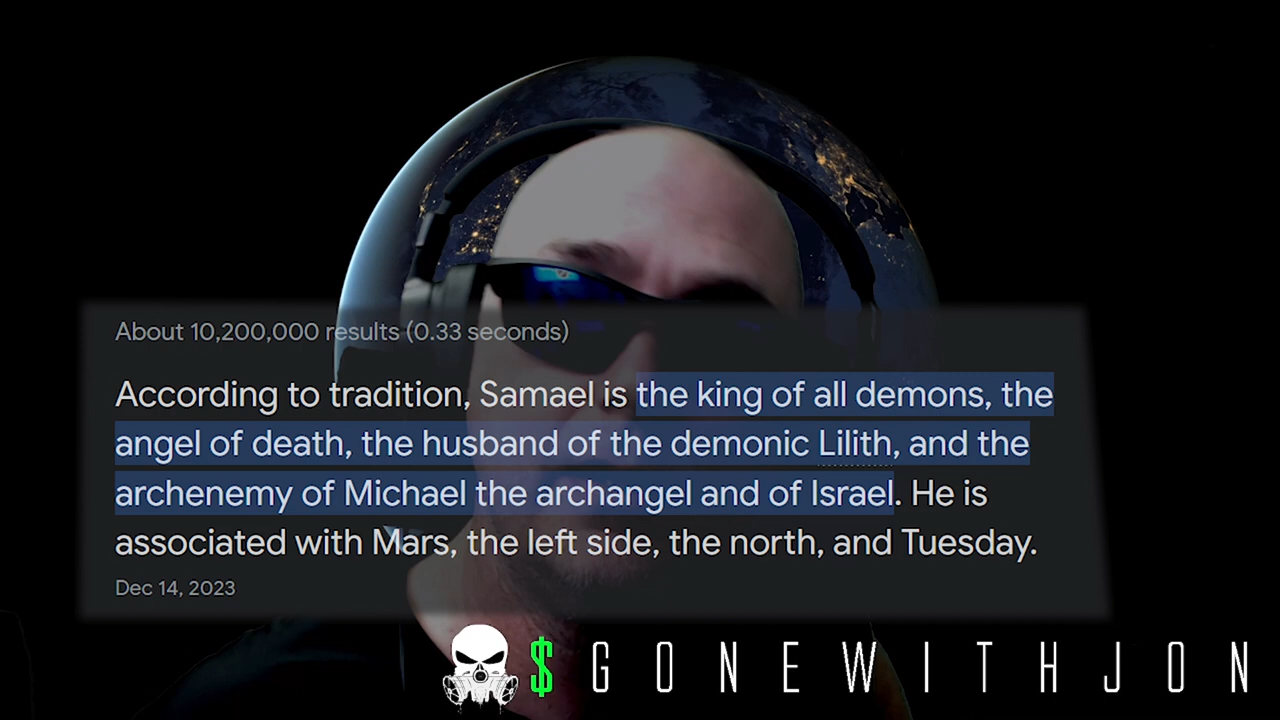 About 10,200,000 results (0.33 seconds)
According to tradition, Samael is the king of all demons, the
angel of death, the husband of the demonic Lilith, and the
archenemy of Michael the archangel and of Israel. He is
associated with Mars, the left side, the north, and Tuesday.
Dec 14, 2023
$GONEWITHJON